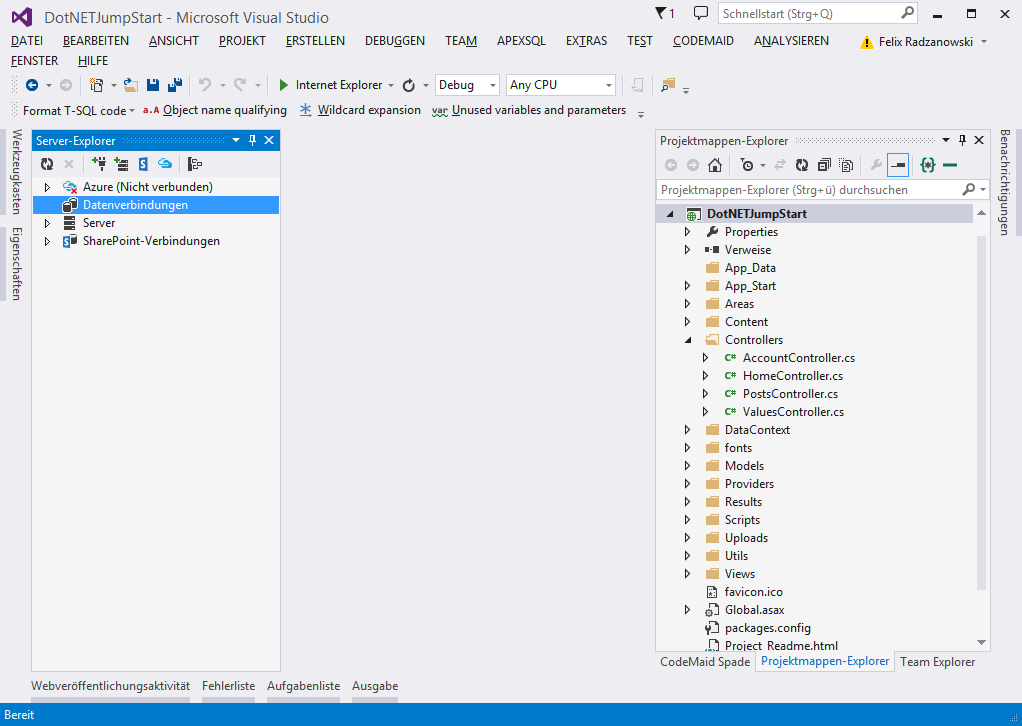 DotNETJumpStart - Microsoft Visual Studio
1
Schnellstart (Strg+Q)
DATEI BEARBEITEN ANSICHT PROJEKT ERSTELLEN DEBUGGEN TEAM APEXSQL EXTRAS TEST CODEMAID ANALYSIEREN Felix Radzanowski
FENSTER HILFE
Internet Explorer Debug Any CPU
Format T-SQL code a.A Object name qualifying Wildcard expansion var Unused variables and parameters
Werkzeugkasten
Eigenschaften
Server-Explorer
Azure (Nicht verbunden)
Datenverbindungen
Server
SharePoint-Verbindungen
Projektmappen-Explorer
Projektmappen-Explorer (Strg+ü) durchsuchen
DotNETJumpStart
Properties
Verweise
App_Data
App_Start
Areas
Content
Controllers
C# AccountController.cs
C# HomeController.cs
C# PostsController.cs
C# ValuesController.cs
DataContext
fonts
Models
Providers
Results
Scripts
Uploads
Utils
Views
favicon.ico
Global.asax
packages.config
Project_Readme.html
CodeMaid Spade Projektmappen-Explorer Team Explorer
Benachrichtigungen
Webveröffentlichungsaktivität Fehlerliste Aufgabenliste Ausgabe
Bereit